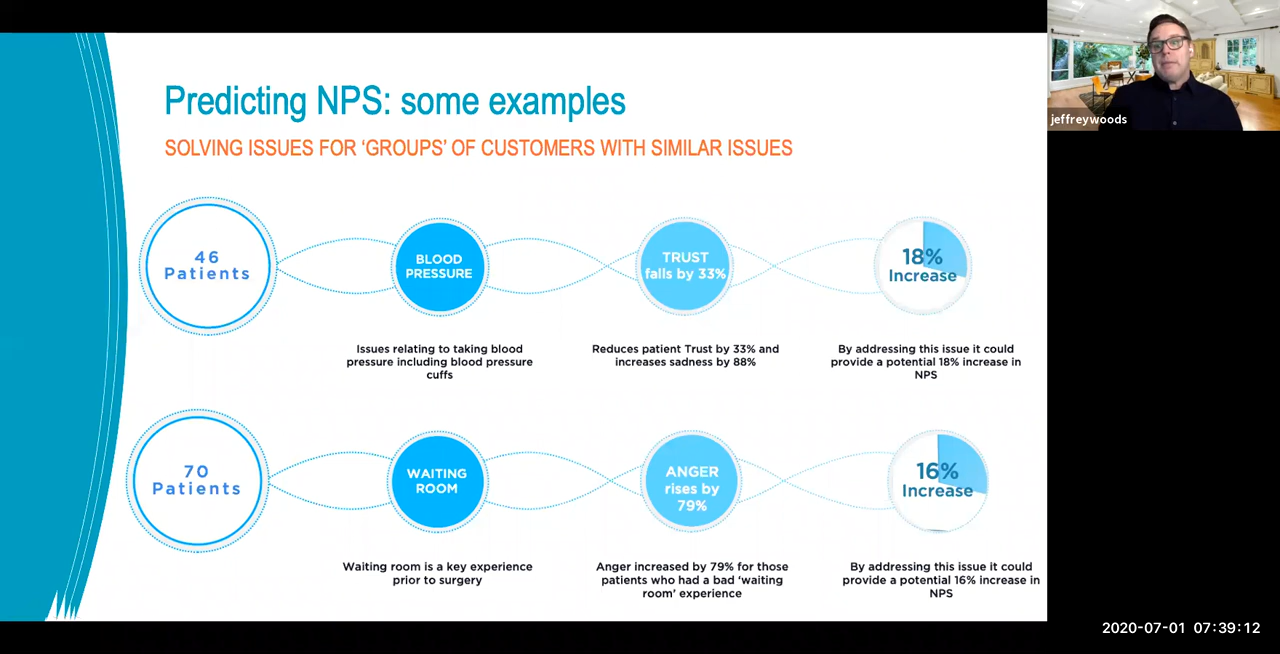 Predicting NPS: some examples
SOLVING ISSUES FOR ‘GROUPS’ OF CUSTOMERS WITH SIMILAR ISSUES
46
Patients
BLOOD
PRESSURE
TRUST
falls by 33%
18%
Increase
Issues relating to taking blood
pressure including blood pressure
cuffs
Reduces patient Trust by 33% and
increases sadness by 88%
By addressing this issue it could
provide a potential 18% increase in
NPS
70
Patients
WAITING
ROOM
ANGER
rises by
79%
16%
Increase
Waiting room is a key experience
prior to surgery
Anger increased by 79% for those
patients who had a bad ‘waiting
room’ experience
By addressing this issue it could
provide a potential 16% increase in
NPS
jeffreywoods
2020-07-01 07:39:12